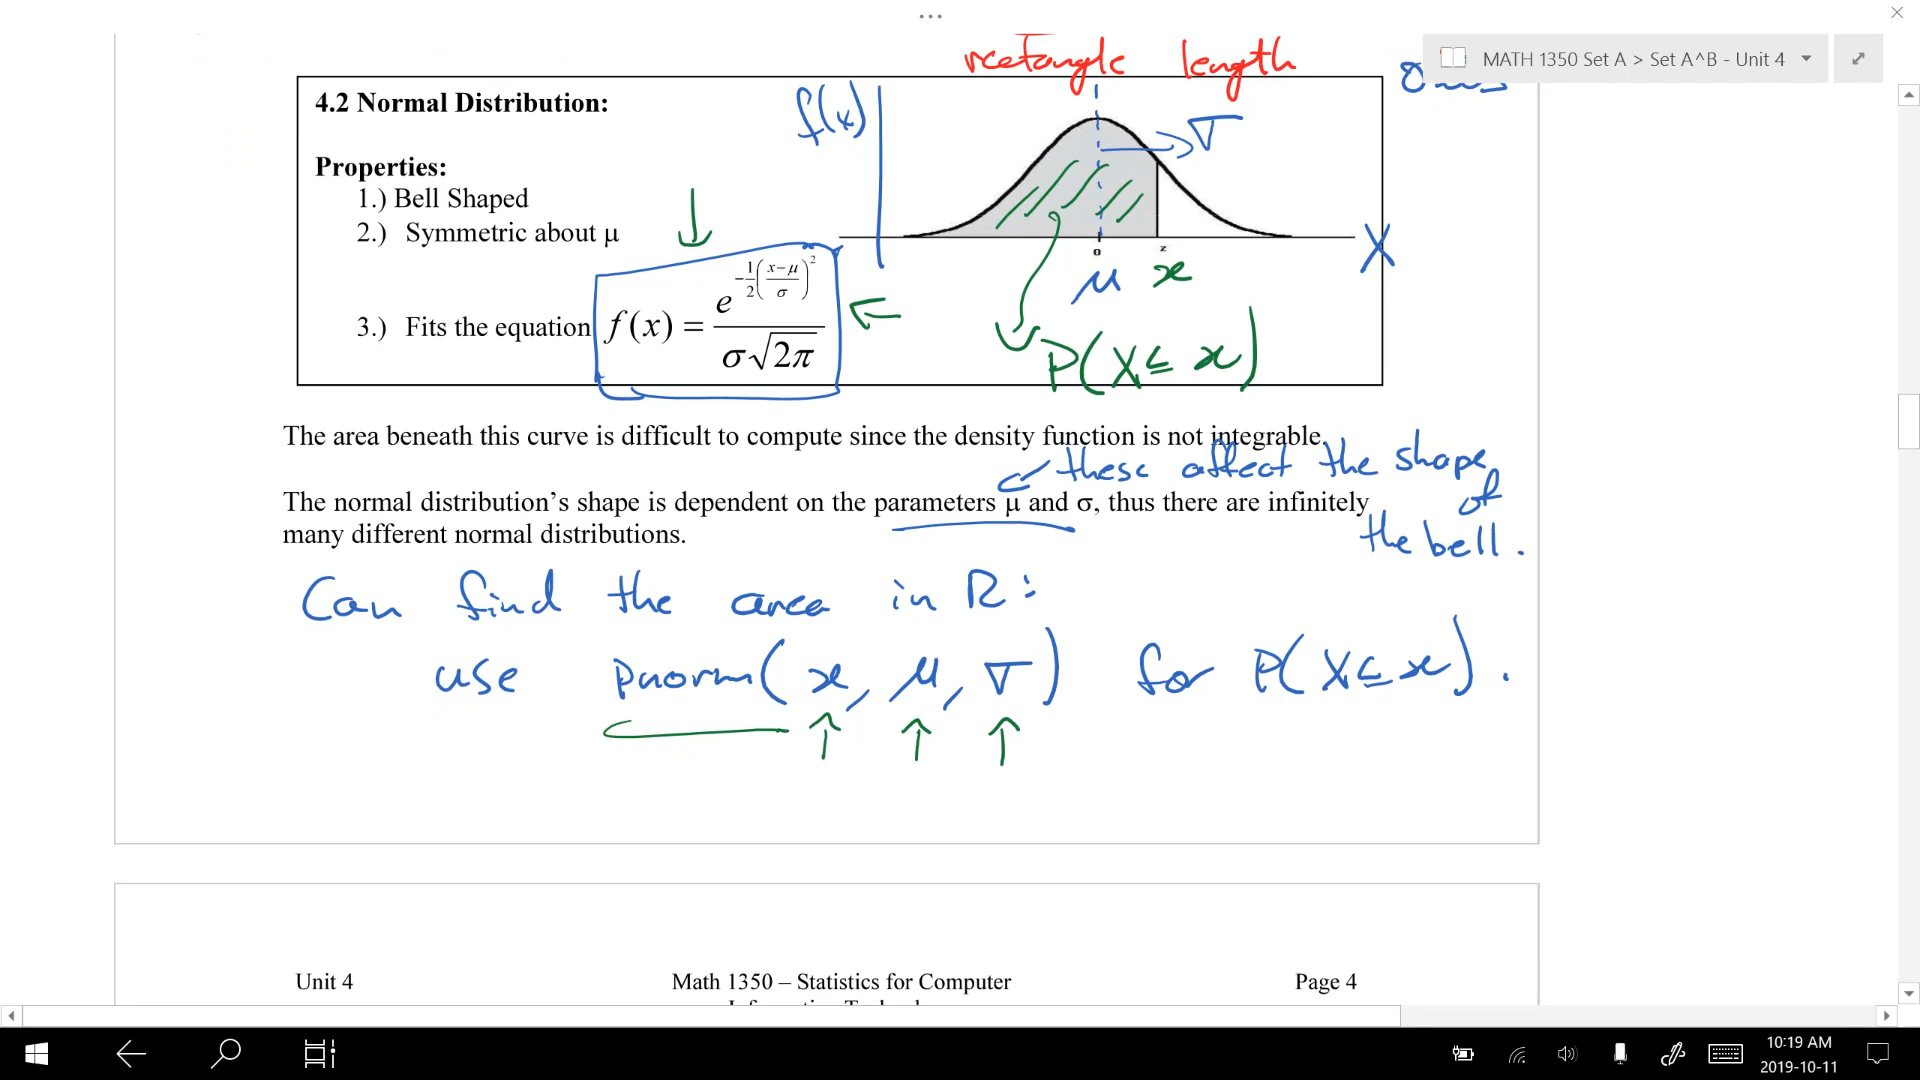 rectangle length
MATH 1350 Set A > Set A^B - Unit 4
4.2 Normal Distribution:
f(x)
σ
Properties:
1.) Bell Shaped
2.) Symmetric about μ
0 z
μ x
X
3.) Fits the equation f(x) = e^{-\frac{1}{2}\left(\frac{x-μ}{σ}\right)^2} / σ√2π
P(X ≤ x)
The area beneath this curve is difficult to compute since the density function is not integrable.
these affect the shape of
the bell.
The normal distribution’s shape is dependent on the parameters μ and σ, thus there are infinitely
many different normal distributions.
Can find the area in R:
use pnorm(x, μ, σ) for P(X ≤ x).
Unit 4 Math 1350 – Statistics for Computer Page 4
10:19 AM
2019-10-11